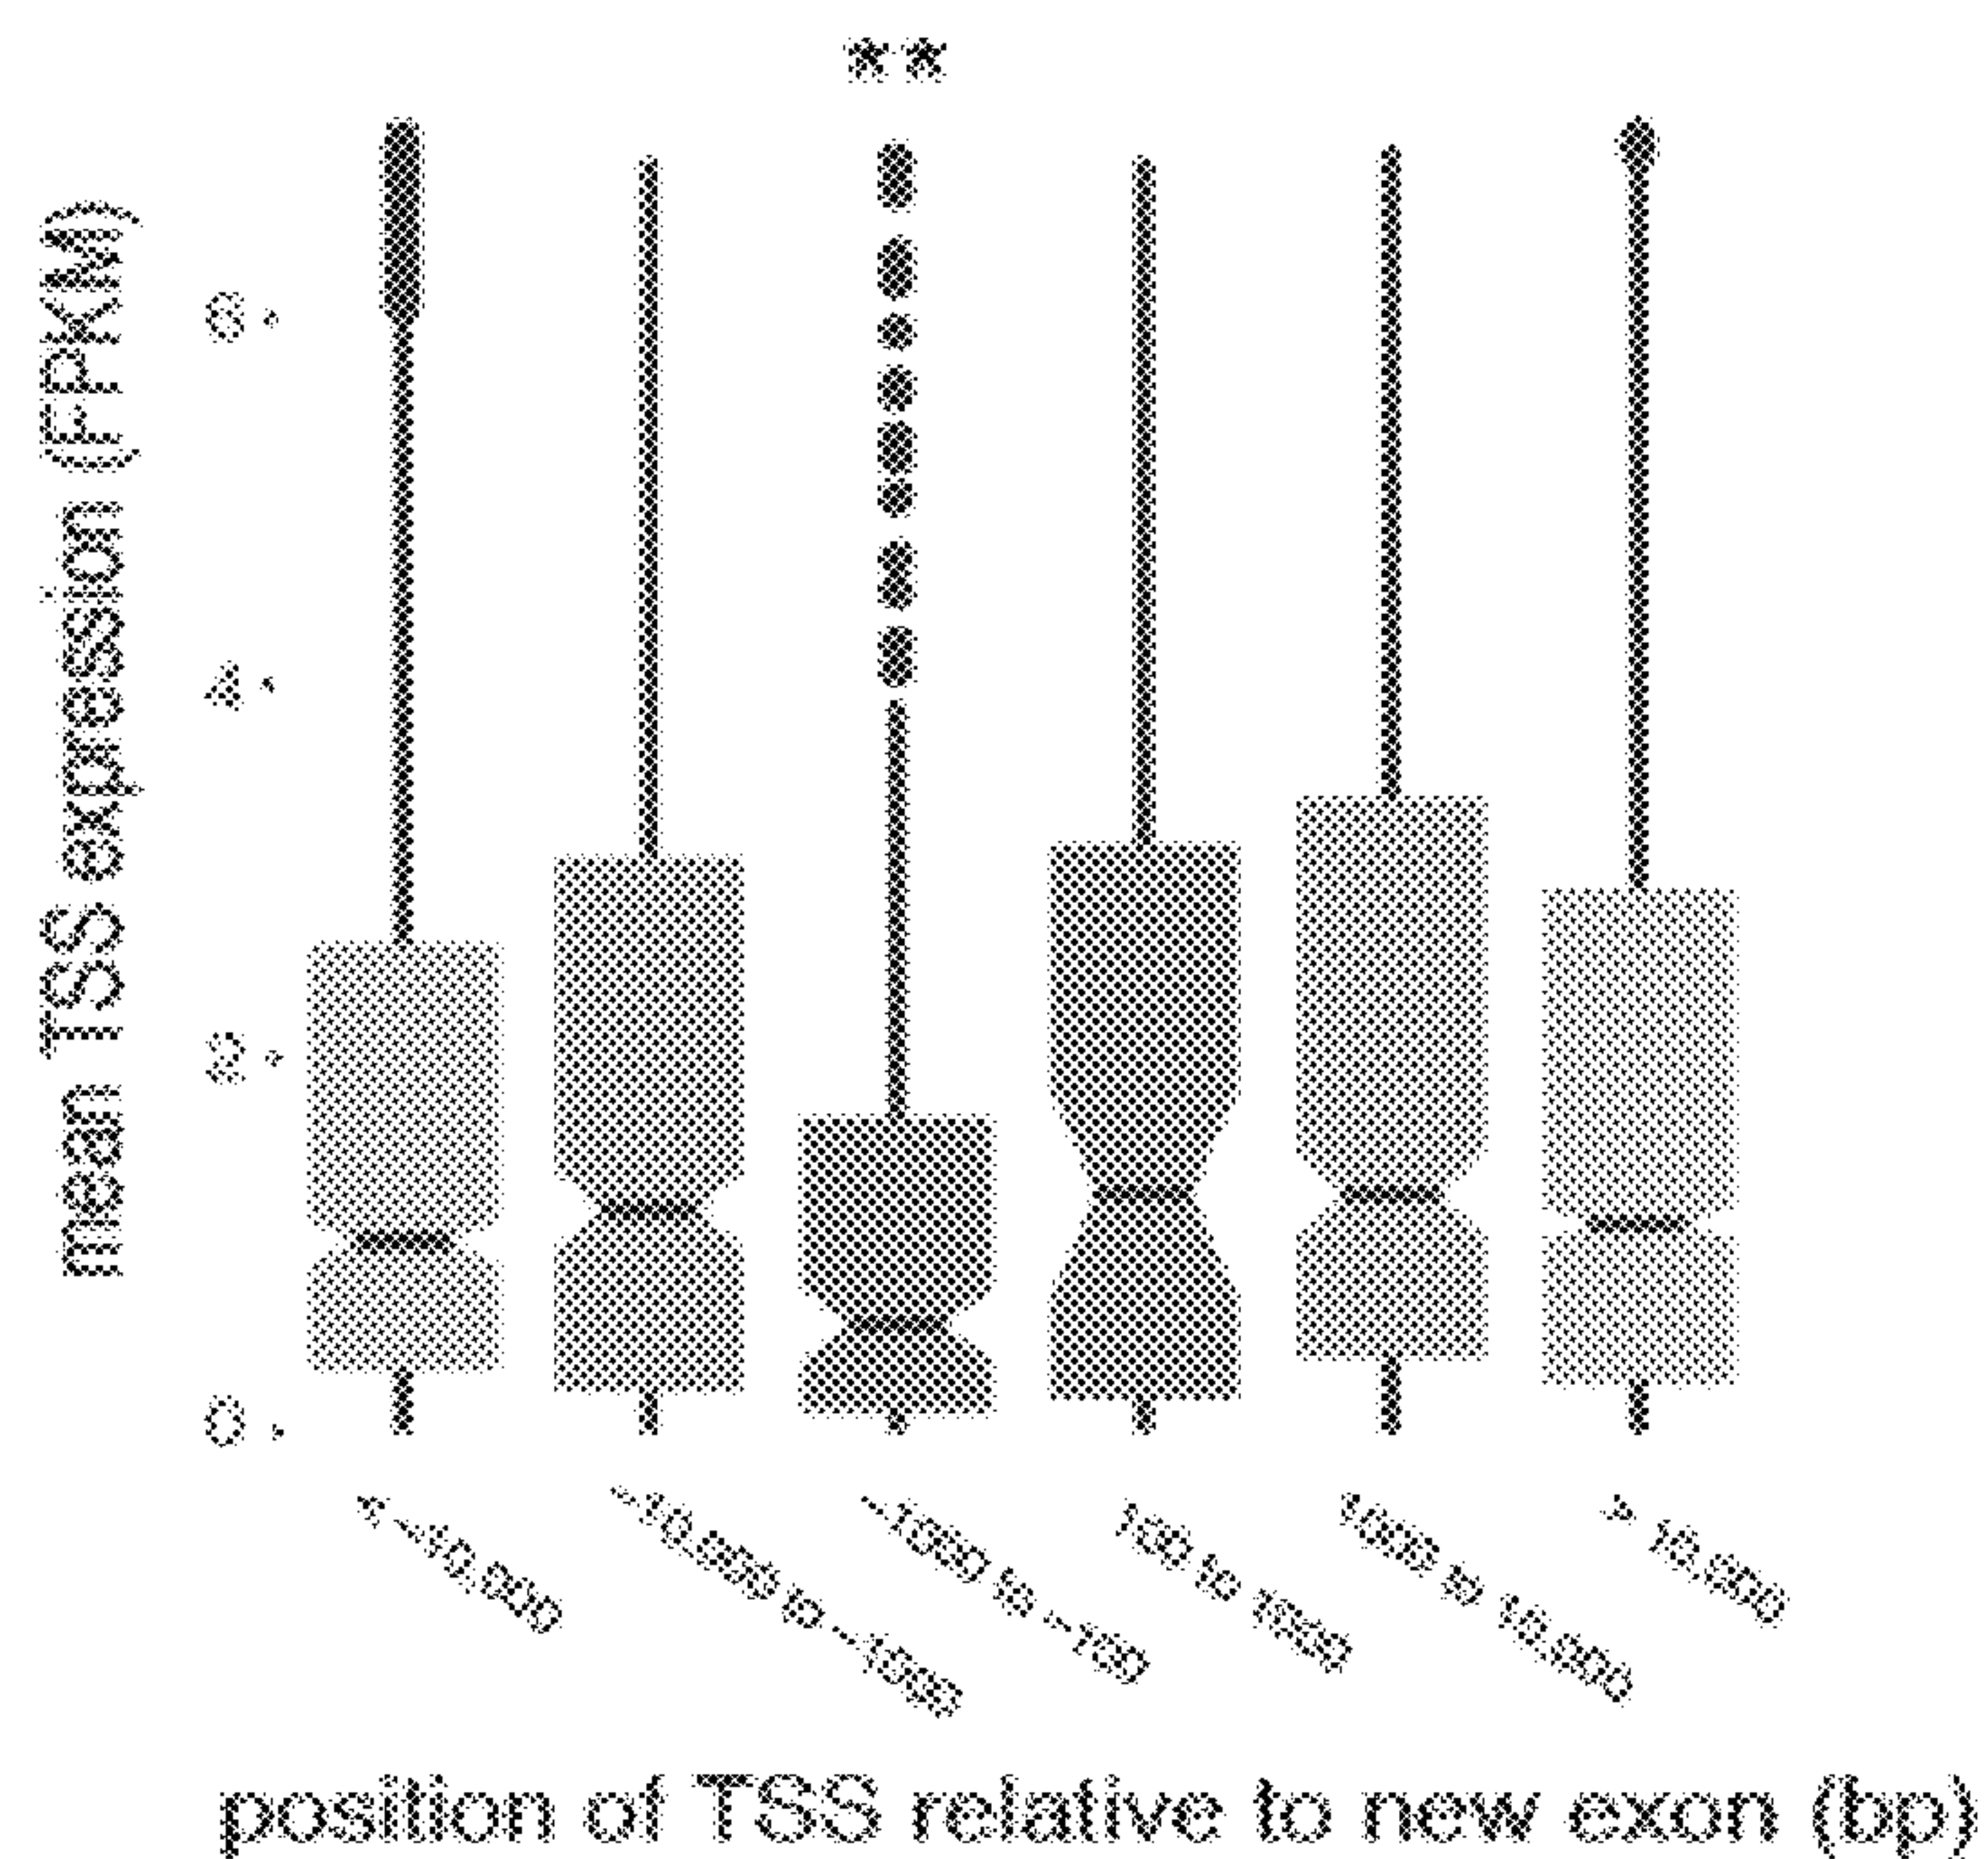 **
mean TSS expression (FPKM)
6
4
2
0
< -10,000
-10,000 to -1000
-1000 to -100
100 to 1000
1000 to 10,000
> 10,000
position of TSS relative to new exon (bp)